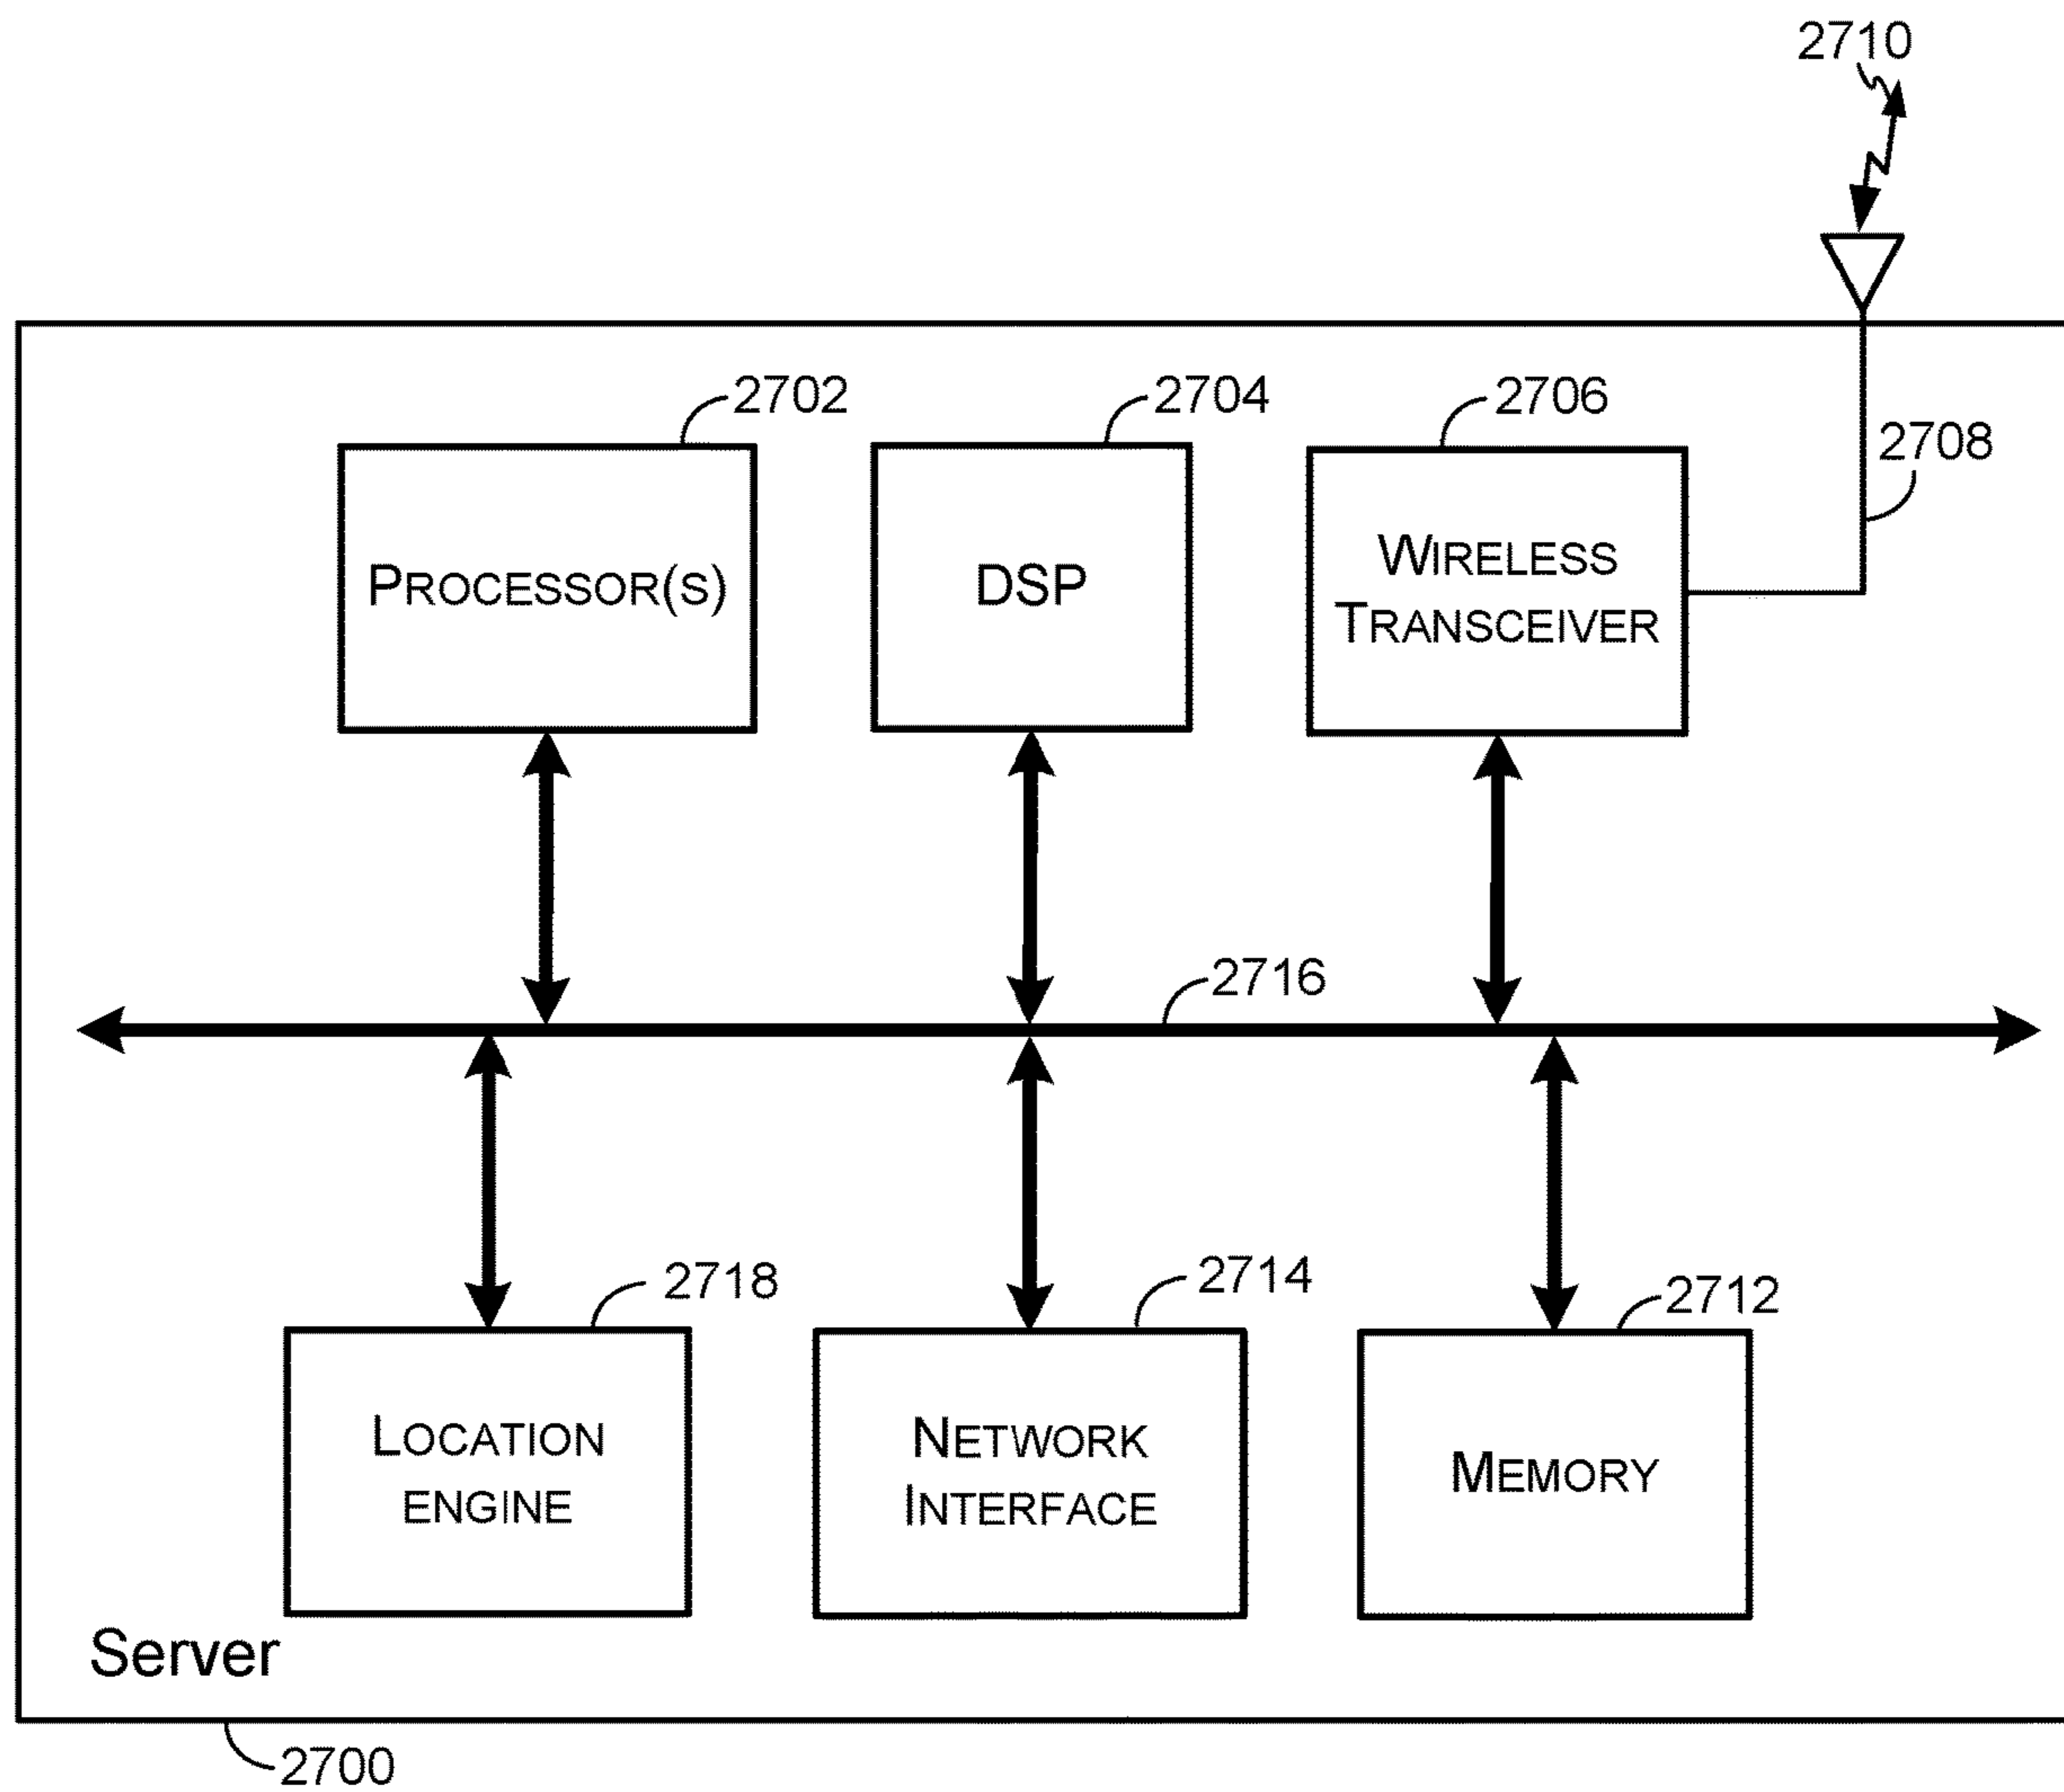 2710
2702
2704
2706
2708
PROCESSOR(S)
DSP
WIRELESS
TRANSCEIVER
2716
2718
2714
2712
LOCATION
ENGINE
NETWORK
INTERFACE
MEMORY
Server
2700